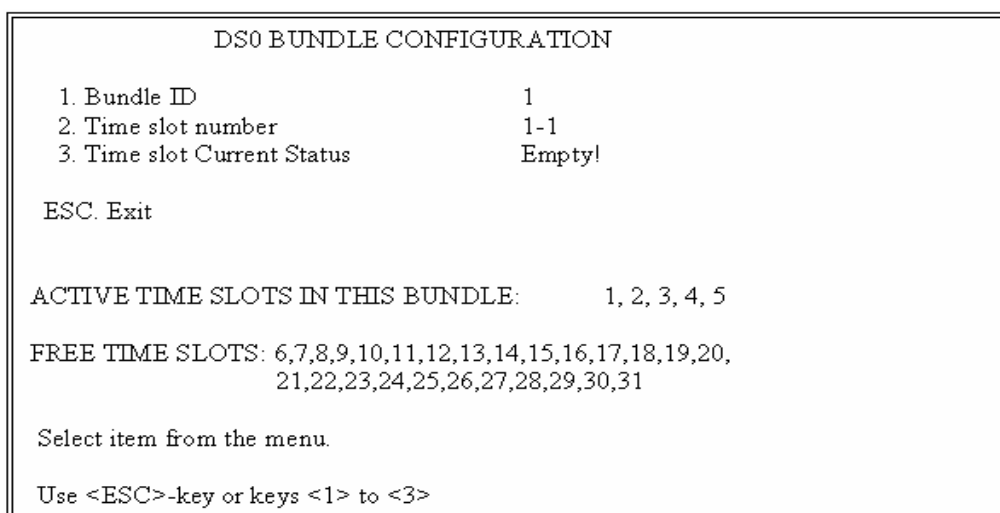 DS0 BUNDLE CONFIGURATION
1. Bundle ID 1
2. Time slot number 1-1
3. Time slot Current Status Empty!
ESC. Exit
ACTIVE TIME SLOTS IN THIS BUNDLE: 1, 2, 3, 4, 5
FREE TIME SLOTS: 6,7,8,9,10,11,12,13,14,15,16,17,18,19,20,
21,22,23,24,25,26,27,28,29,30,31
Select item from the menu.
Use <ESC>-key or keys <1> to <3>